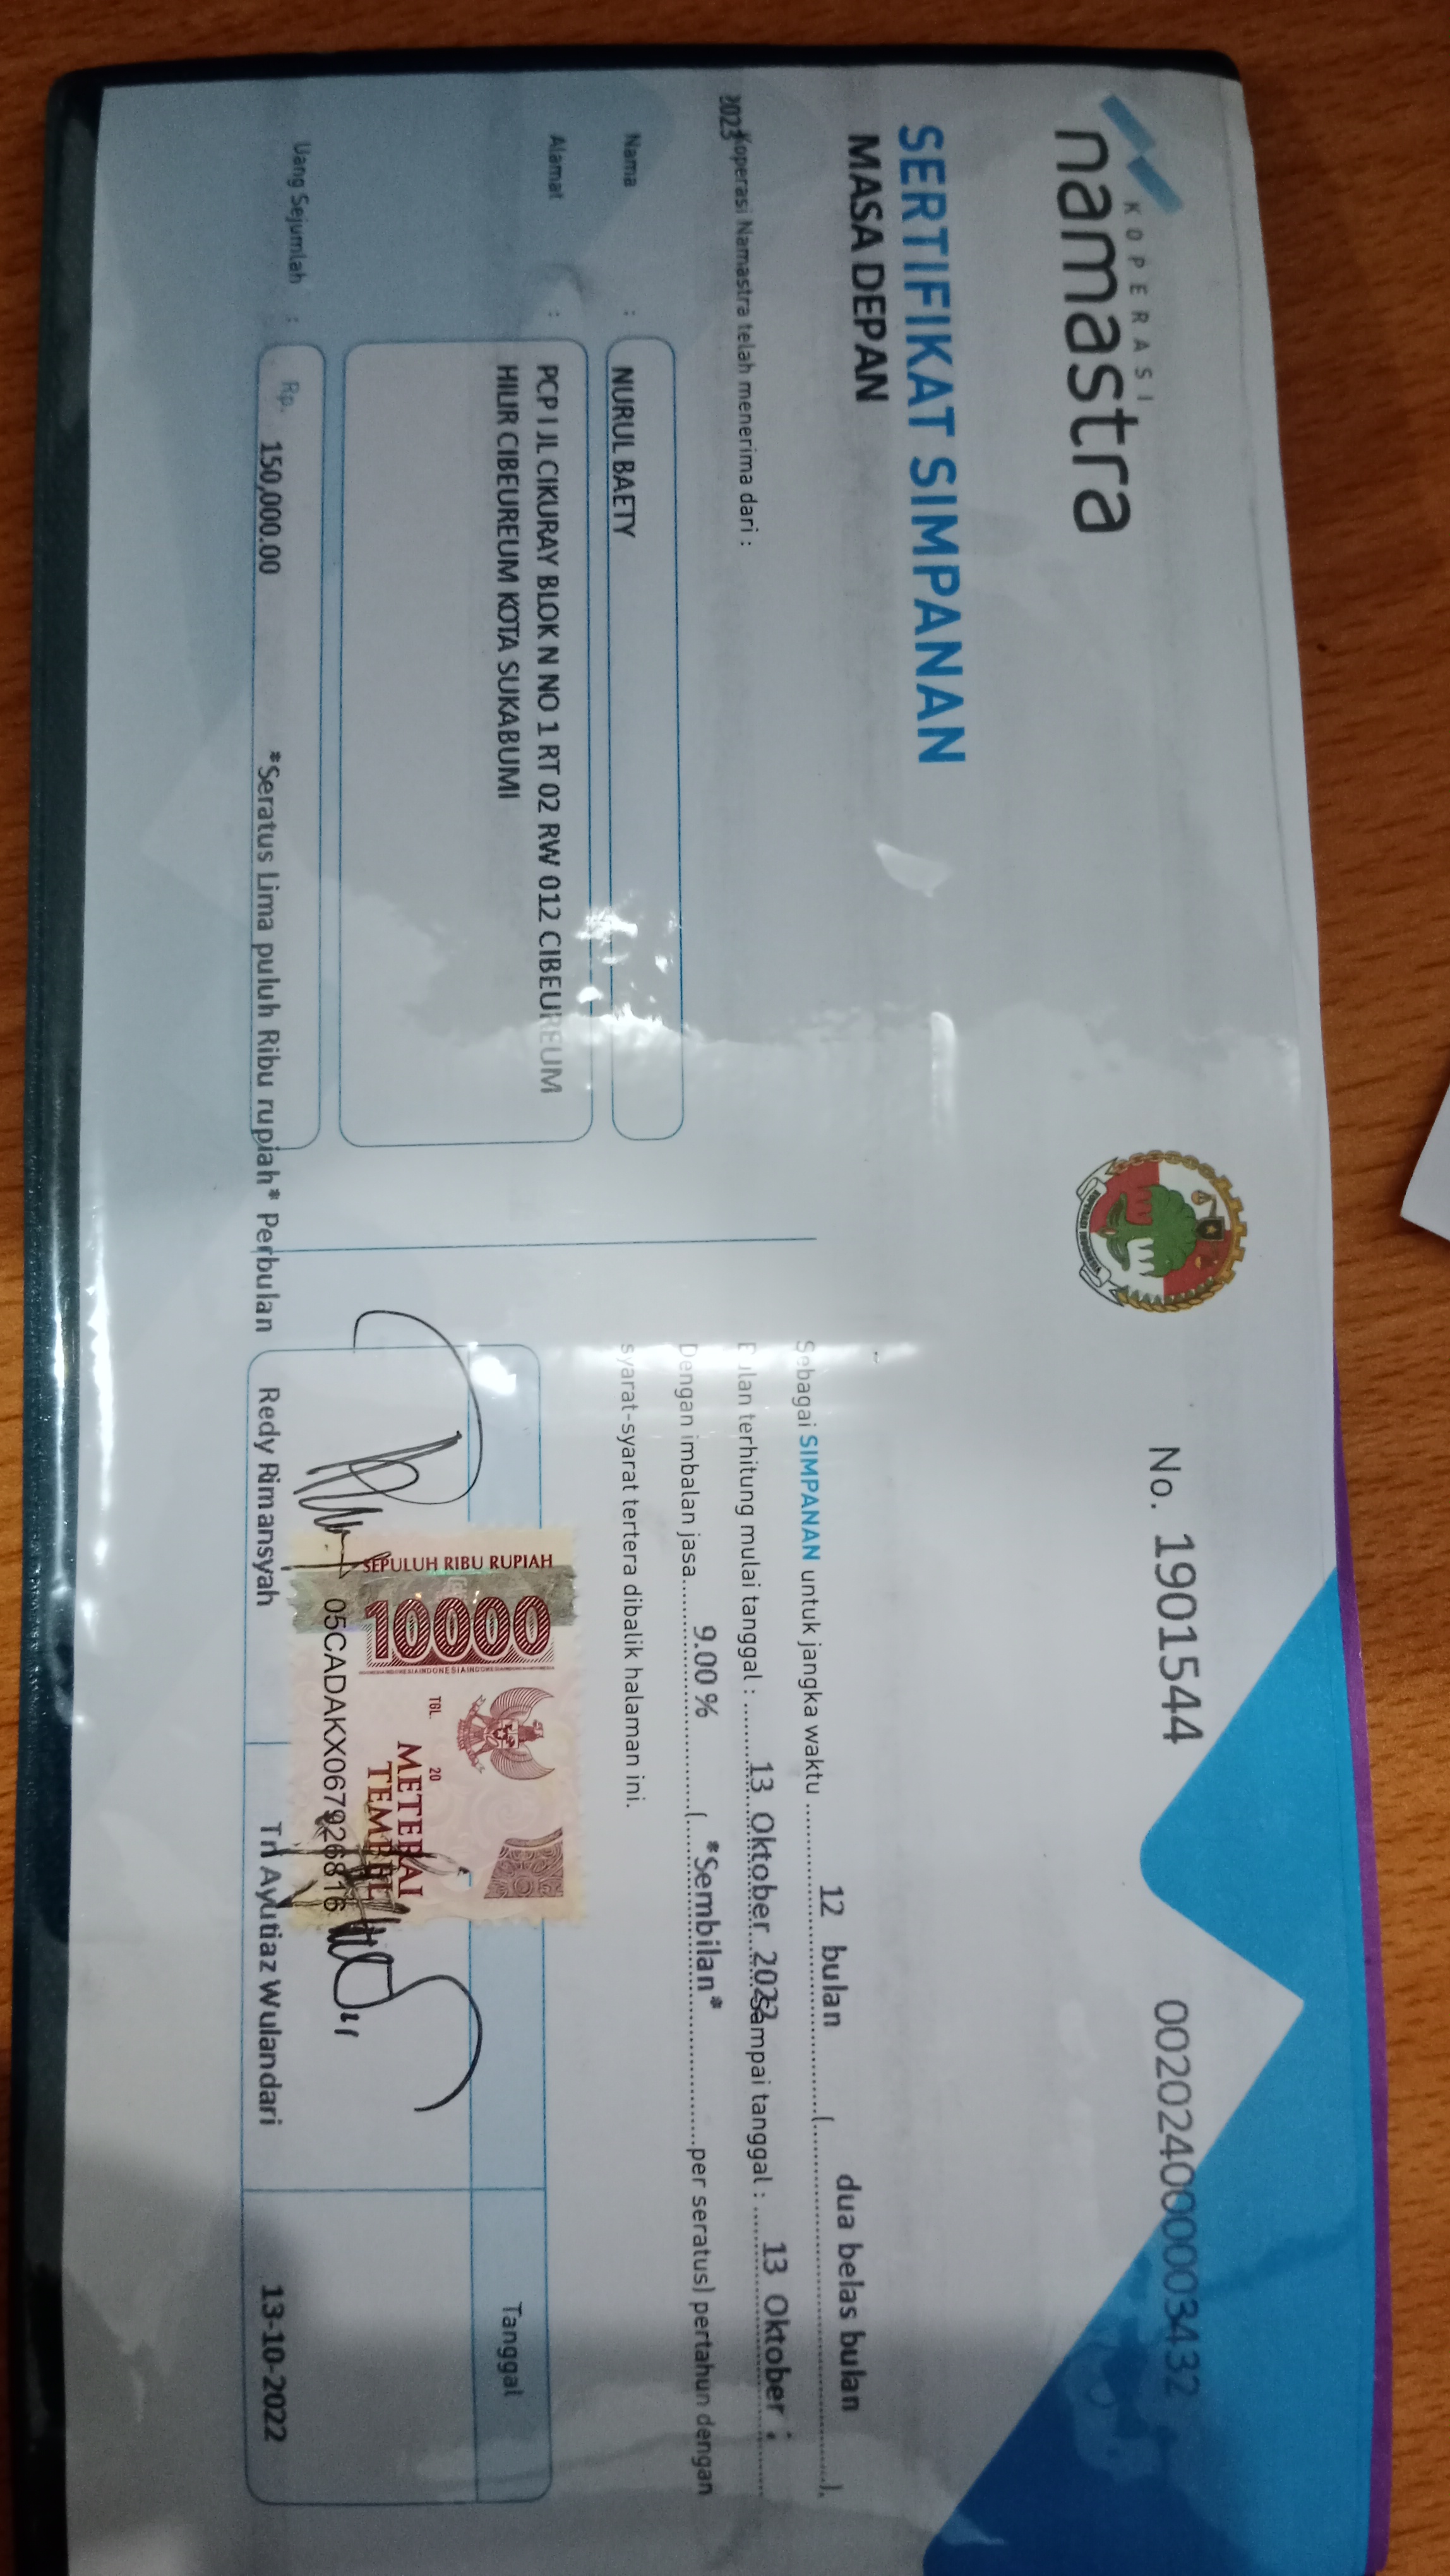 KOPERASI
namastra
No. 1901544
0020240000003432
SERTIFIKAT SIMPANAN
MASA DEPAN
Koperasi Namastra telah menerima dari :
2023
Nama :
NURUL BAETY
Alamat :
PCP I JL CIKURAY BLOK N NO 1 RT 02 RW 012 CIBEUREUM
HILIR CIBEUREUM KOTA SUKABUMI
Uang Sejumlah :
Rp. 150,000.00 *Seratus Lima puluh Ribu rupiah* Perbulan
Sebagai SIMPANAN untuk jangka waktu 12 bulan ( dua belas bulan ),
Bulan terhitung mulai tanggal : 13 Oktober 2022 Sampai tanggal : 13 Oktober :
Dengan imbalan jasa 9.00 % ( *Sembilan* per seratus) pertahun dengan
syarat-syarat tertera dibalik halaman ini.
Tanggal
SEPULUH RIBU RUPIAH
10000
TGL. 20
METERAI
TEMPEL
05CADAKX067926816
Redy Rimansyah
Tri Ayutiaz Wulandari
13-10-2022